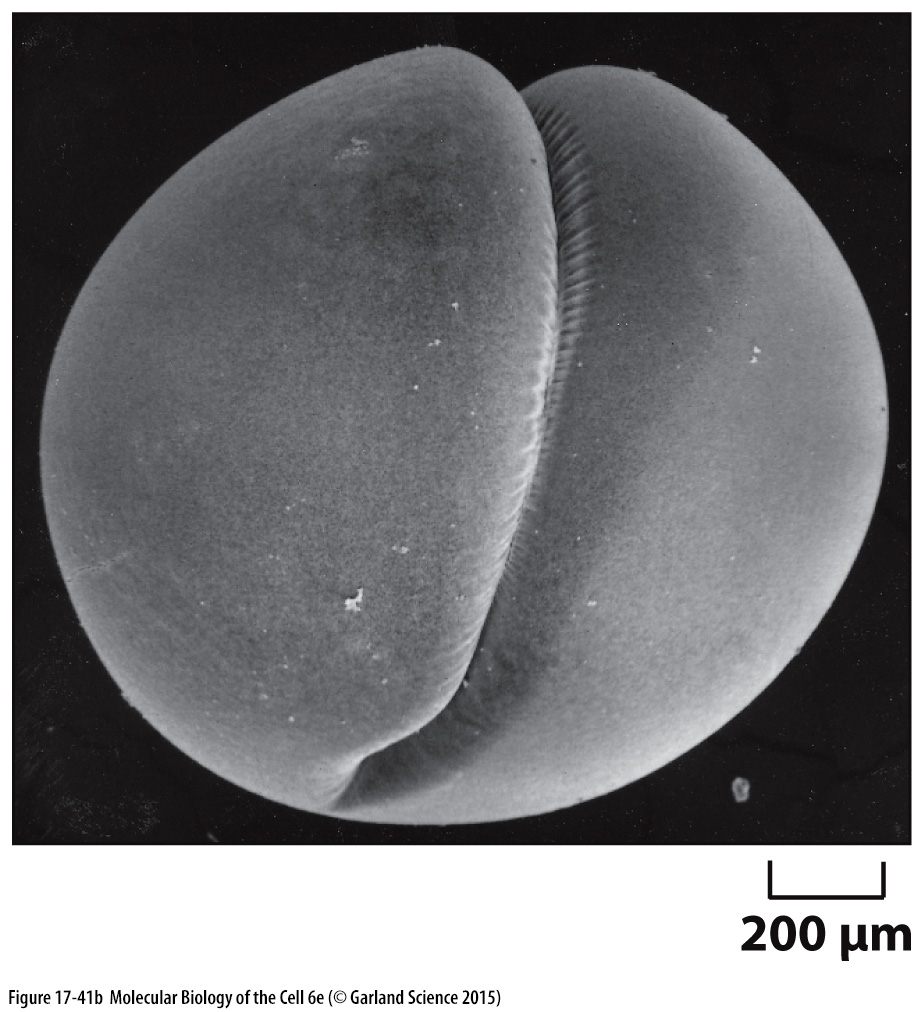 200 µm
Figure 17-41b Molecular Biology of the Cell 6e (© Garland Science 2015)